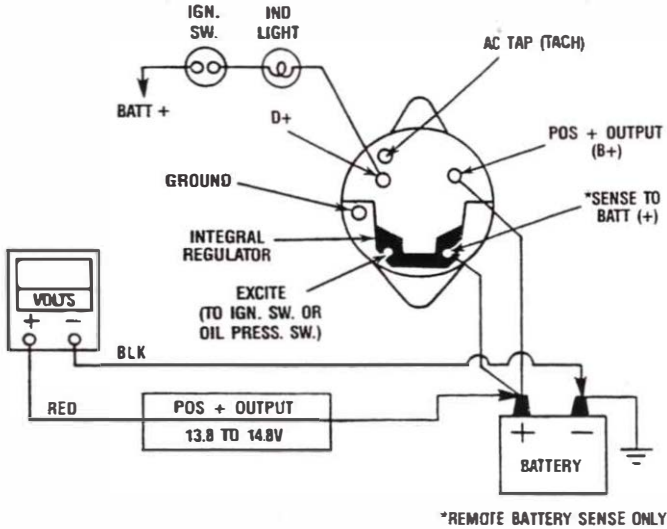 IGN.
SW.
IND
LIGHT
AC TAP (TACH)
BATT +
D+
POS + OUTPUT
(B+)
GROUND
*SENSE TO
BATT (+)
INTEGRAL
REGULATOR
EXCITE
(TO IGN. SW. OR
OIL PRESS. SW.)
VOLTS
+ −
BLK
RED
POS + OUTPUT
13.8 TO 14.8V
+ −
BATTERY
*REMOTE BATTERY SENSE ONLY